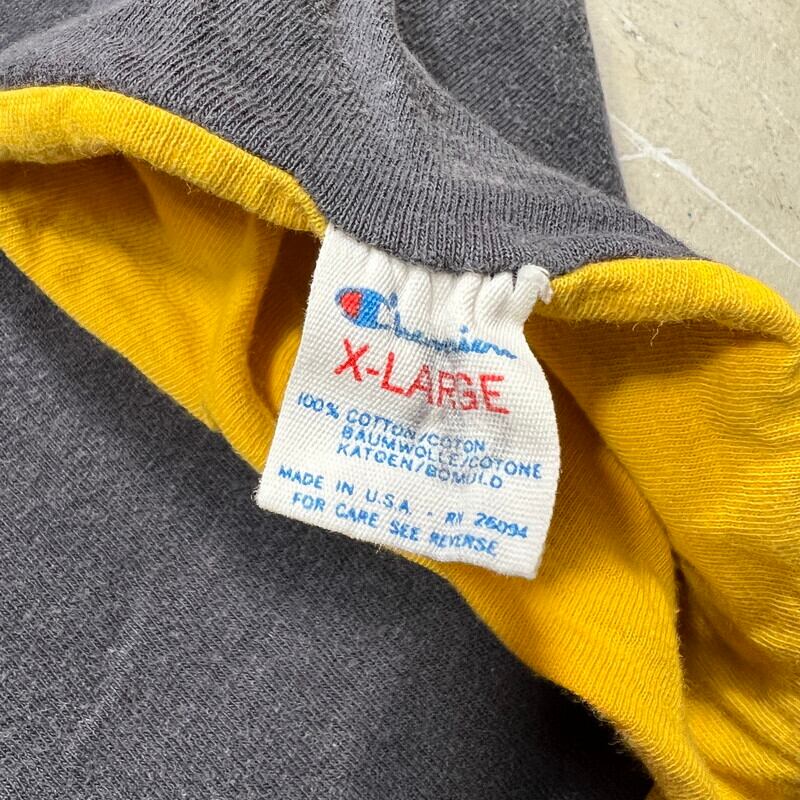 Champion
X-LARGE
100% COTTON/COTON
BAUMWOLLE/COTONE
KATOEN/BOMULD
MADE IN U.S.A. - RN 26094
FOR CARE SEE REVERSE